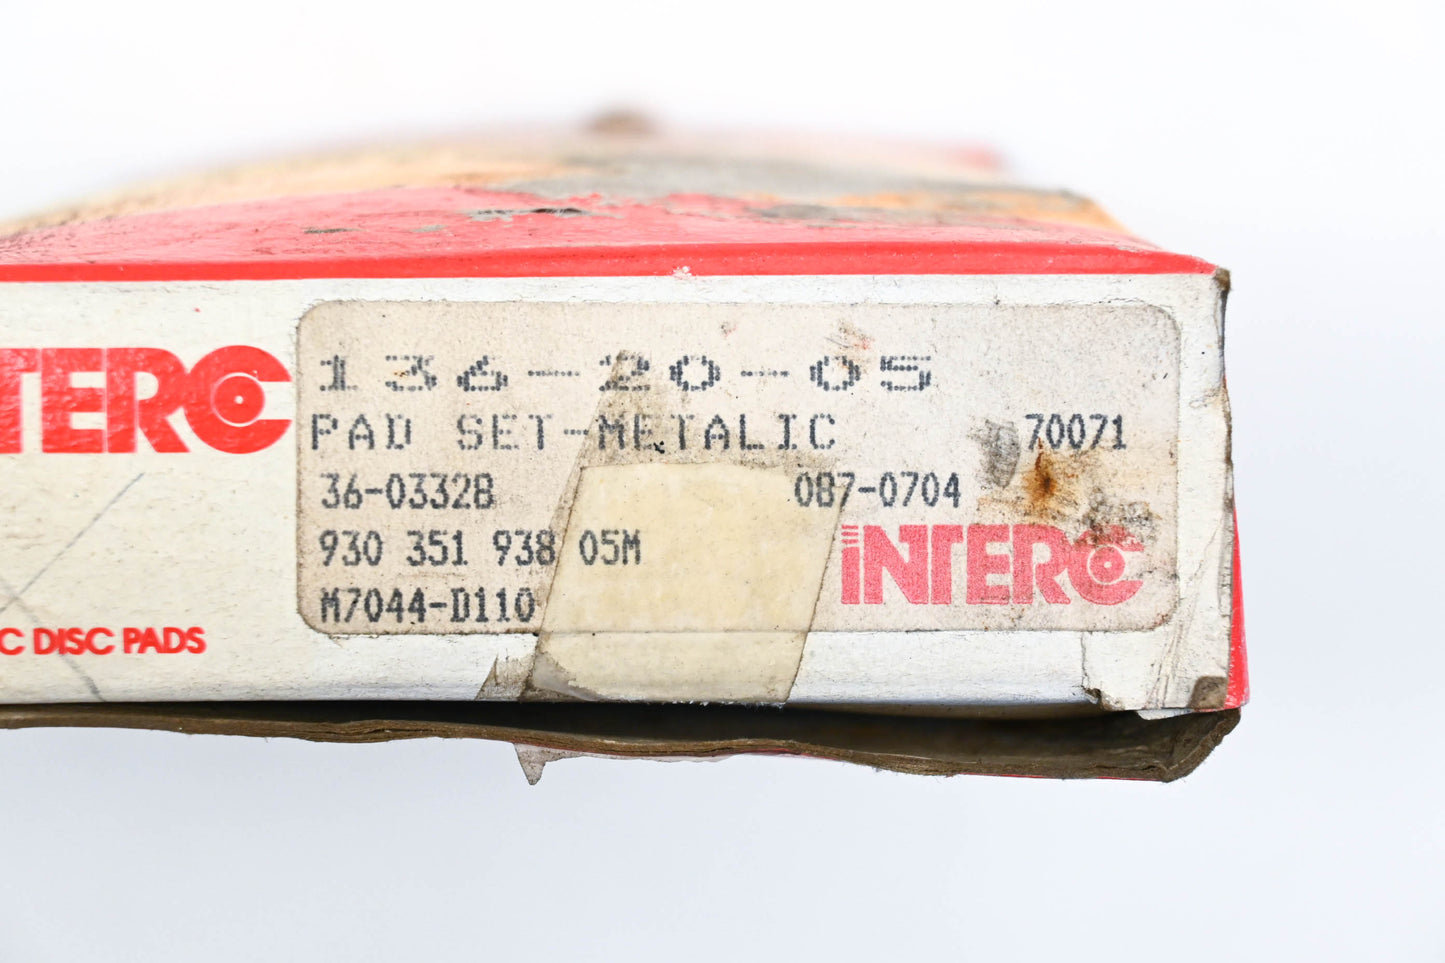 NTERC
C DISC PADS
136-20-05
PAD SET-METALIC 70071
36-03328 087-0704
930 351 938 05M
M7044-D110
iNTERC